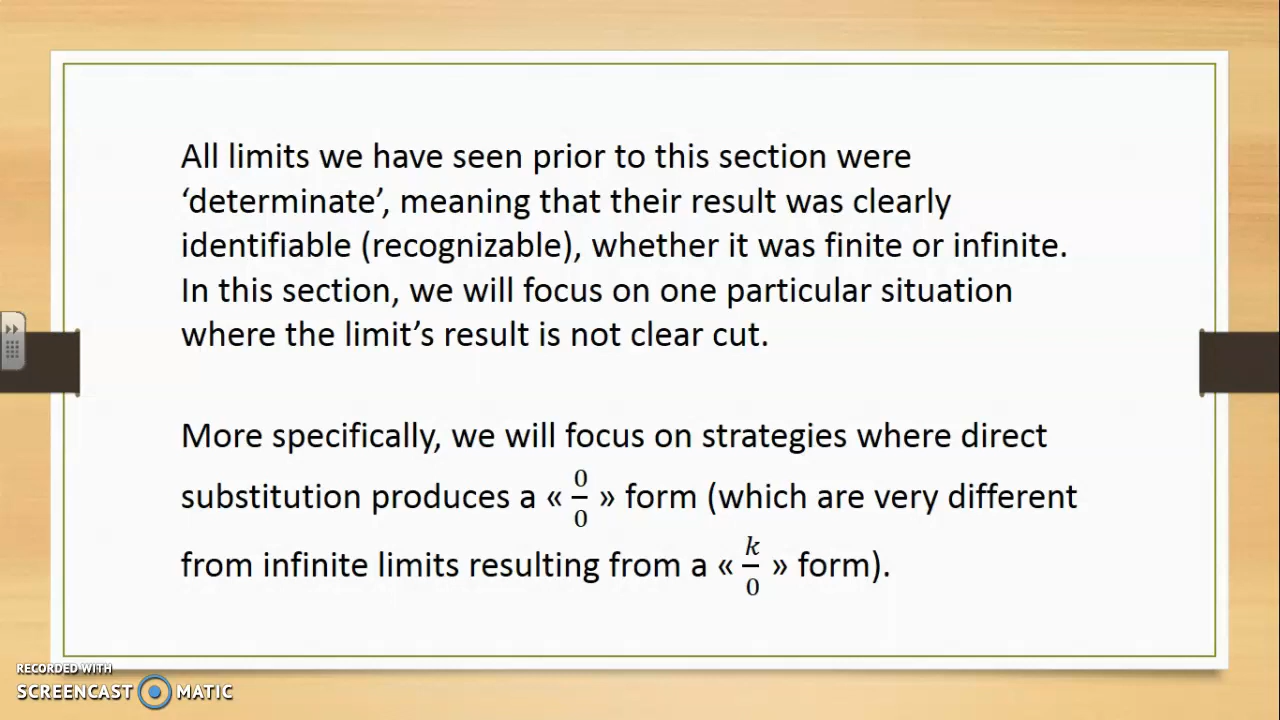 All limits we have seen prior to this section were
‘determinate’, meaning that their result was clearly
identifiable (recognizable), whether it was finite or infinite.
In this section, we will focus on one particular situation
where the limit’s result is not clear cut.
More specifically, we will focus on strategies where direct
substitution produces a « 0/0 » form (which are very different
from infinite limits resulting from a « k/0 » form).
RECORDED WITH
SCREENCAST MATIC